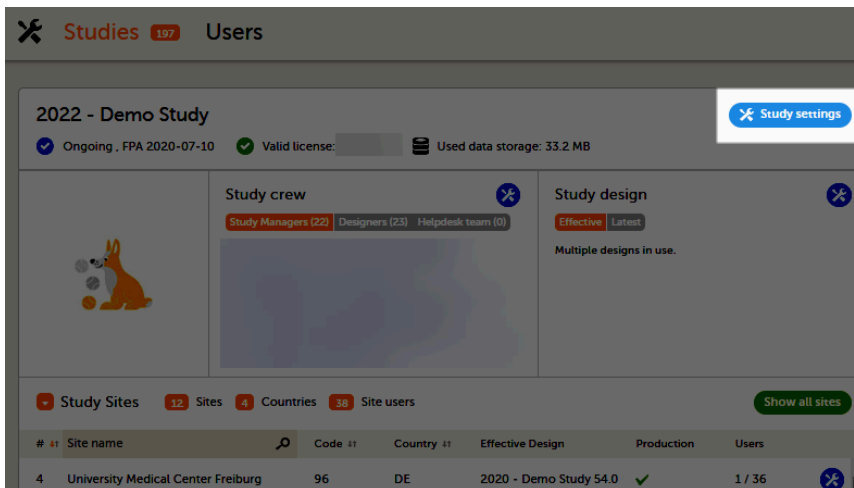 Studies 197 Users
2022 - Demo Study
Study settings
Ongoing , FPA 2020-07-10 Valid license: Used data storage: 33.2 MB
Study crew
Study Managers (22) Designers (23) Helpdesk team (0)
Study design
Effective Latest
Multiple designs in use.
Study Sites 12 Sites 4 Countries 38 Site users Show all sites
# Site name Code Country Effective Design Production Users
4 University Medical Center Freiburg 96 DE 2020 - Demo Study 54.0 1 / 36